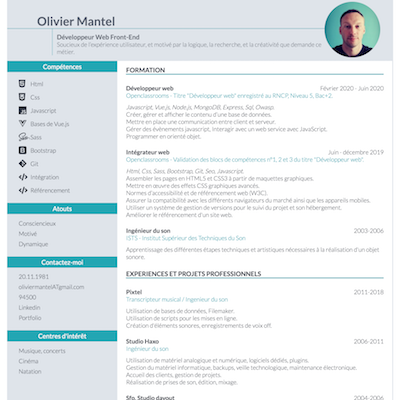 Olivier Mantel
Développeur Web Front-End
Soucieux de l'expérience utilisateur, et motivé par la logique, la recherche, et la créativité que demande ce
métier.
Compétences
Html
Css
Javascript
Bases de Vue.js
Sass
Bootstrap
Git
Intégration
Référencement
Atouts
Consciencieux
Motivé
Dynamique
Contactez-moi
20.11.1981
oliviermantelATgmail.com
94500
Linkedin
Portfolio
Centres d'intérêt
Musique, concerts
Cinéma
Natation
FORMATION
Développeur web Février 2020 - Juin 2020
Openclassrooms - Titre "Développeur web" enregistré au RNCP, Niveau 5, Bac+2.
Javascript, Vue.js, Node.js, MongoDB, Express, Sql, Owasp.
Créer, gérer et afficher le contenu d'une base de données.
Mettre en place une communication entre client et serveur.
Gérer des événements javascript, Interagir avec un web service avec JavaScript.
Programmer en orienté objet.
Intégrateur web Juin - décembre 2019
Openclassrooms - Validation des blocs de compétences n°1, 2 et 3 du titre "Développeur web".
Html, Css, Sass, Bootstrap, Git, Seo, Javascript
Assembler les pages en HTML5 et CSS3 à partir de maquettes graphiques.
Mettre en œuvre des effets CSS graphiques avancés.
Normes d'accessibilité et de référencement web (W3C).
Assurer la compatibilité avec les différents navigateurs du marché ainsi que les appareils mobiles.
Utiliser un système de gestion de versions pour le suivi du projet et son hébergement.
Améliorer le référencement d'un site web.
Ingénieur du son 2003-2006
ISTS - Institut Supérieur des Techniques du Son
Apprentissage des différentes étapes techniques et artistiques nécessaires à la réalisation d'un objet
sonore.
EXPERIENCES ET PROJETS PROFESSIONNELS
Pixtel 2011-2018
Transcripteur musical / Ingenieur du son
Utilisation de bases de données, Filemaker.
Utilisation de scripts pour les mises en ligne.
Création d'éléments sonores, enregistrements de voix off.
Studio Haxo 2006-2011
Ingénieur du son
Utilisation de matériel analogique et numérique, logiciels dédiés, plugins.
Gestion du matériel informatique, backups, veille technologique, maintenance électronique.
Accueil des clients, gestion de projets.
Réalisation de prises de son, édition, mixage.
Sfp, Studio davout 2004-2006